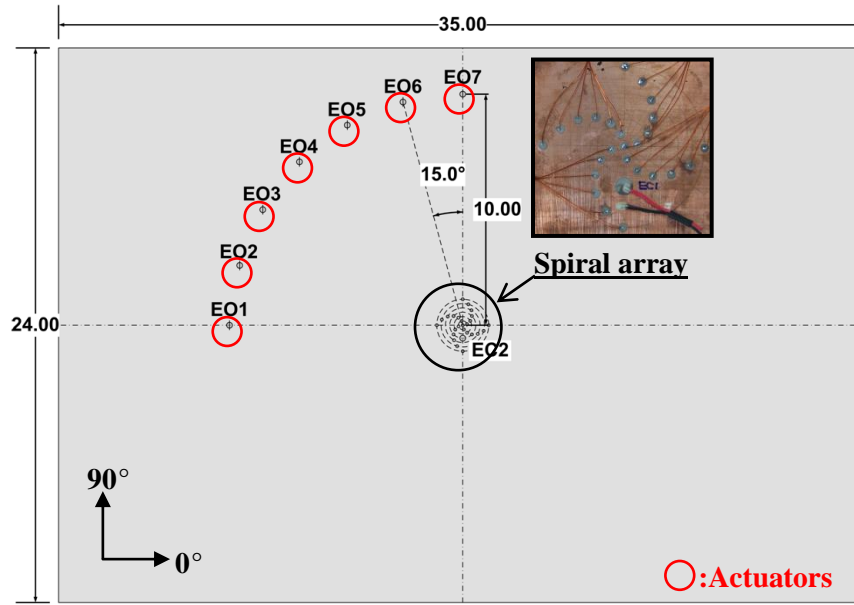 35.00
EO6
EO7
EO5
EO4
15.0°
EC1
EO3
10.00
EO2
Spiral array
EO1
24.00
EC2
90°
0°
:Actuators